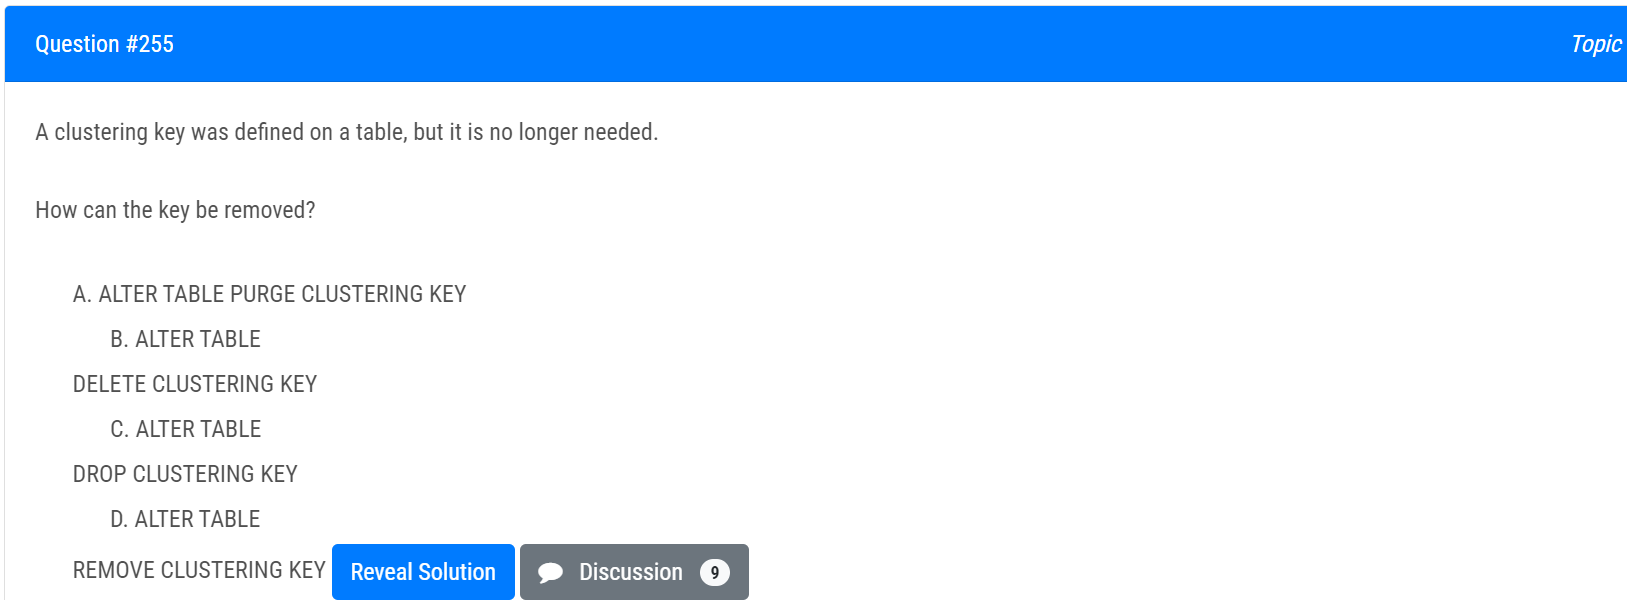 Question #255
Topic
A clustering key was defined on a table, but it is no longer needed.
How can the key be removed?
A. ALTER TABLE PURGE CLUSTERING KEY
B. ALTER TABLE
DELETE CLUSTERING KEY
C. ALTER TABLE
DROP CLUSTERING KEY
D. ALTER TABLE
REMOVE CLUSTERING KEY Reveal Solution Discussion 9